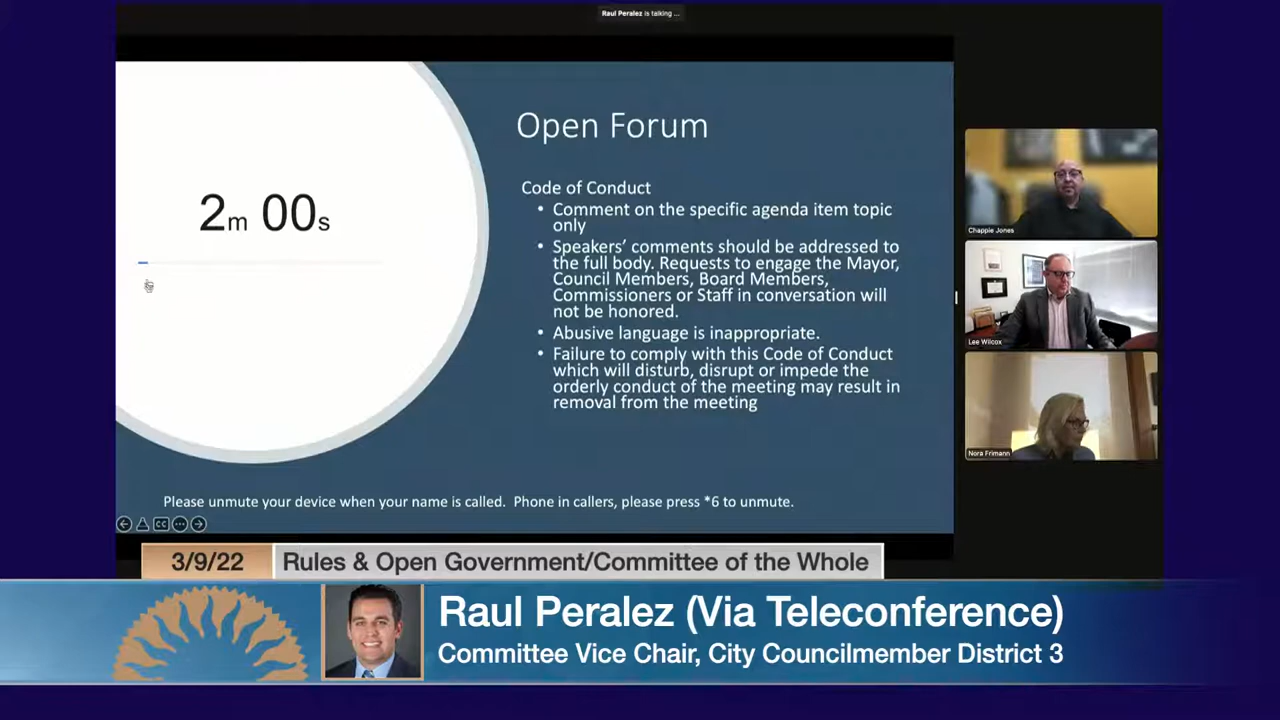 Raul Peralez is talking ...
Open Forum
2m 00s
Code of Conduct
• Comment on the specific agenda item topic
only
• Speakers' comments should be addressed to
the full body. Requests to engage the Mayor,
Council Members, Board Members,
Commissioners or Staff in conversation will
not be honored.
• Abusive language is inappropriate.
• Failure to comply with this Code of Conduct
which will disturb, disrupt or impede the
orderly conduct of the meeting may result in
removal from the meeting
Please unmute your device when your name is called. Phone in callers, please press *6 to unmute.
CC
Chappie Jones
Lee Wilcox
Nora Frimann
3/9/22
Rules & Open Government/Committee of the Whole
Raul Peralez (Via Teleconference)
Committee Vice Chair, City Councilmember District 3